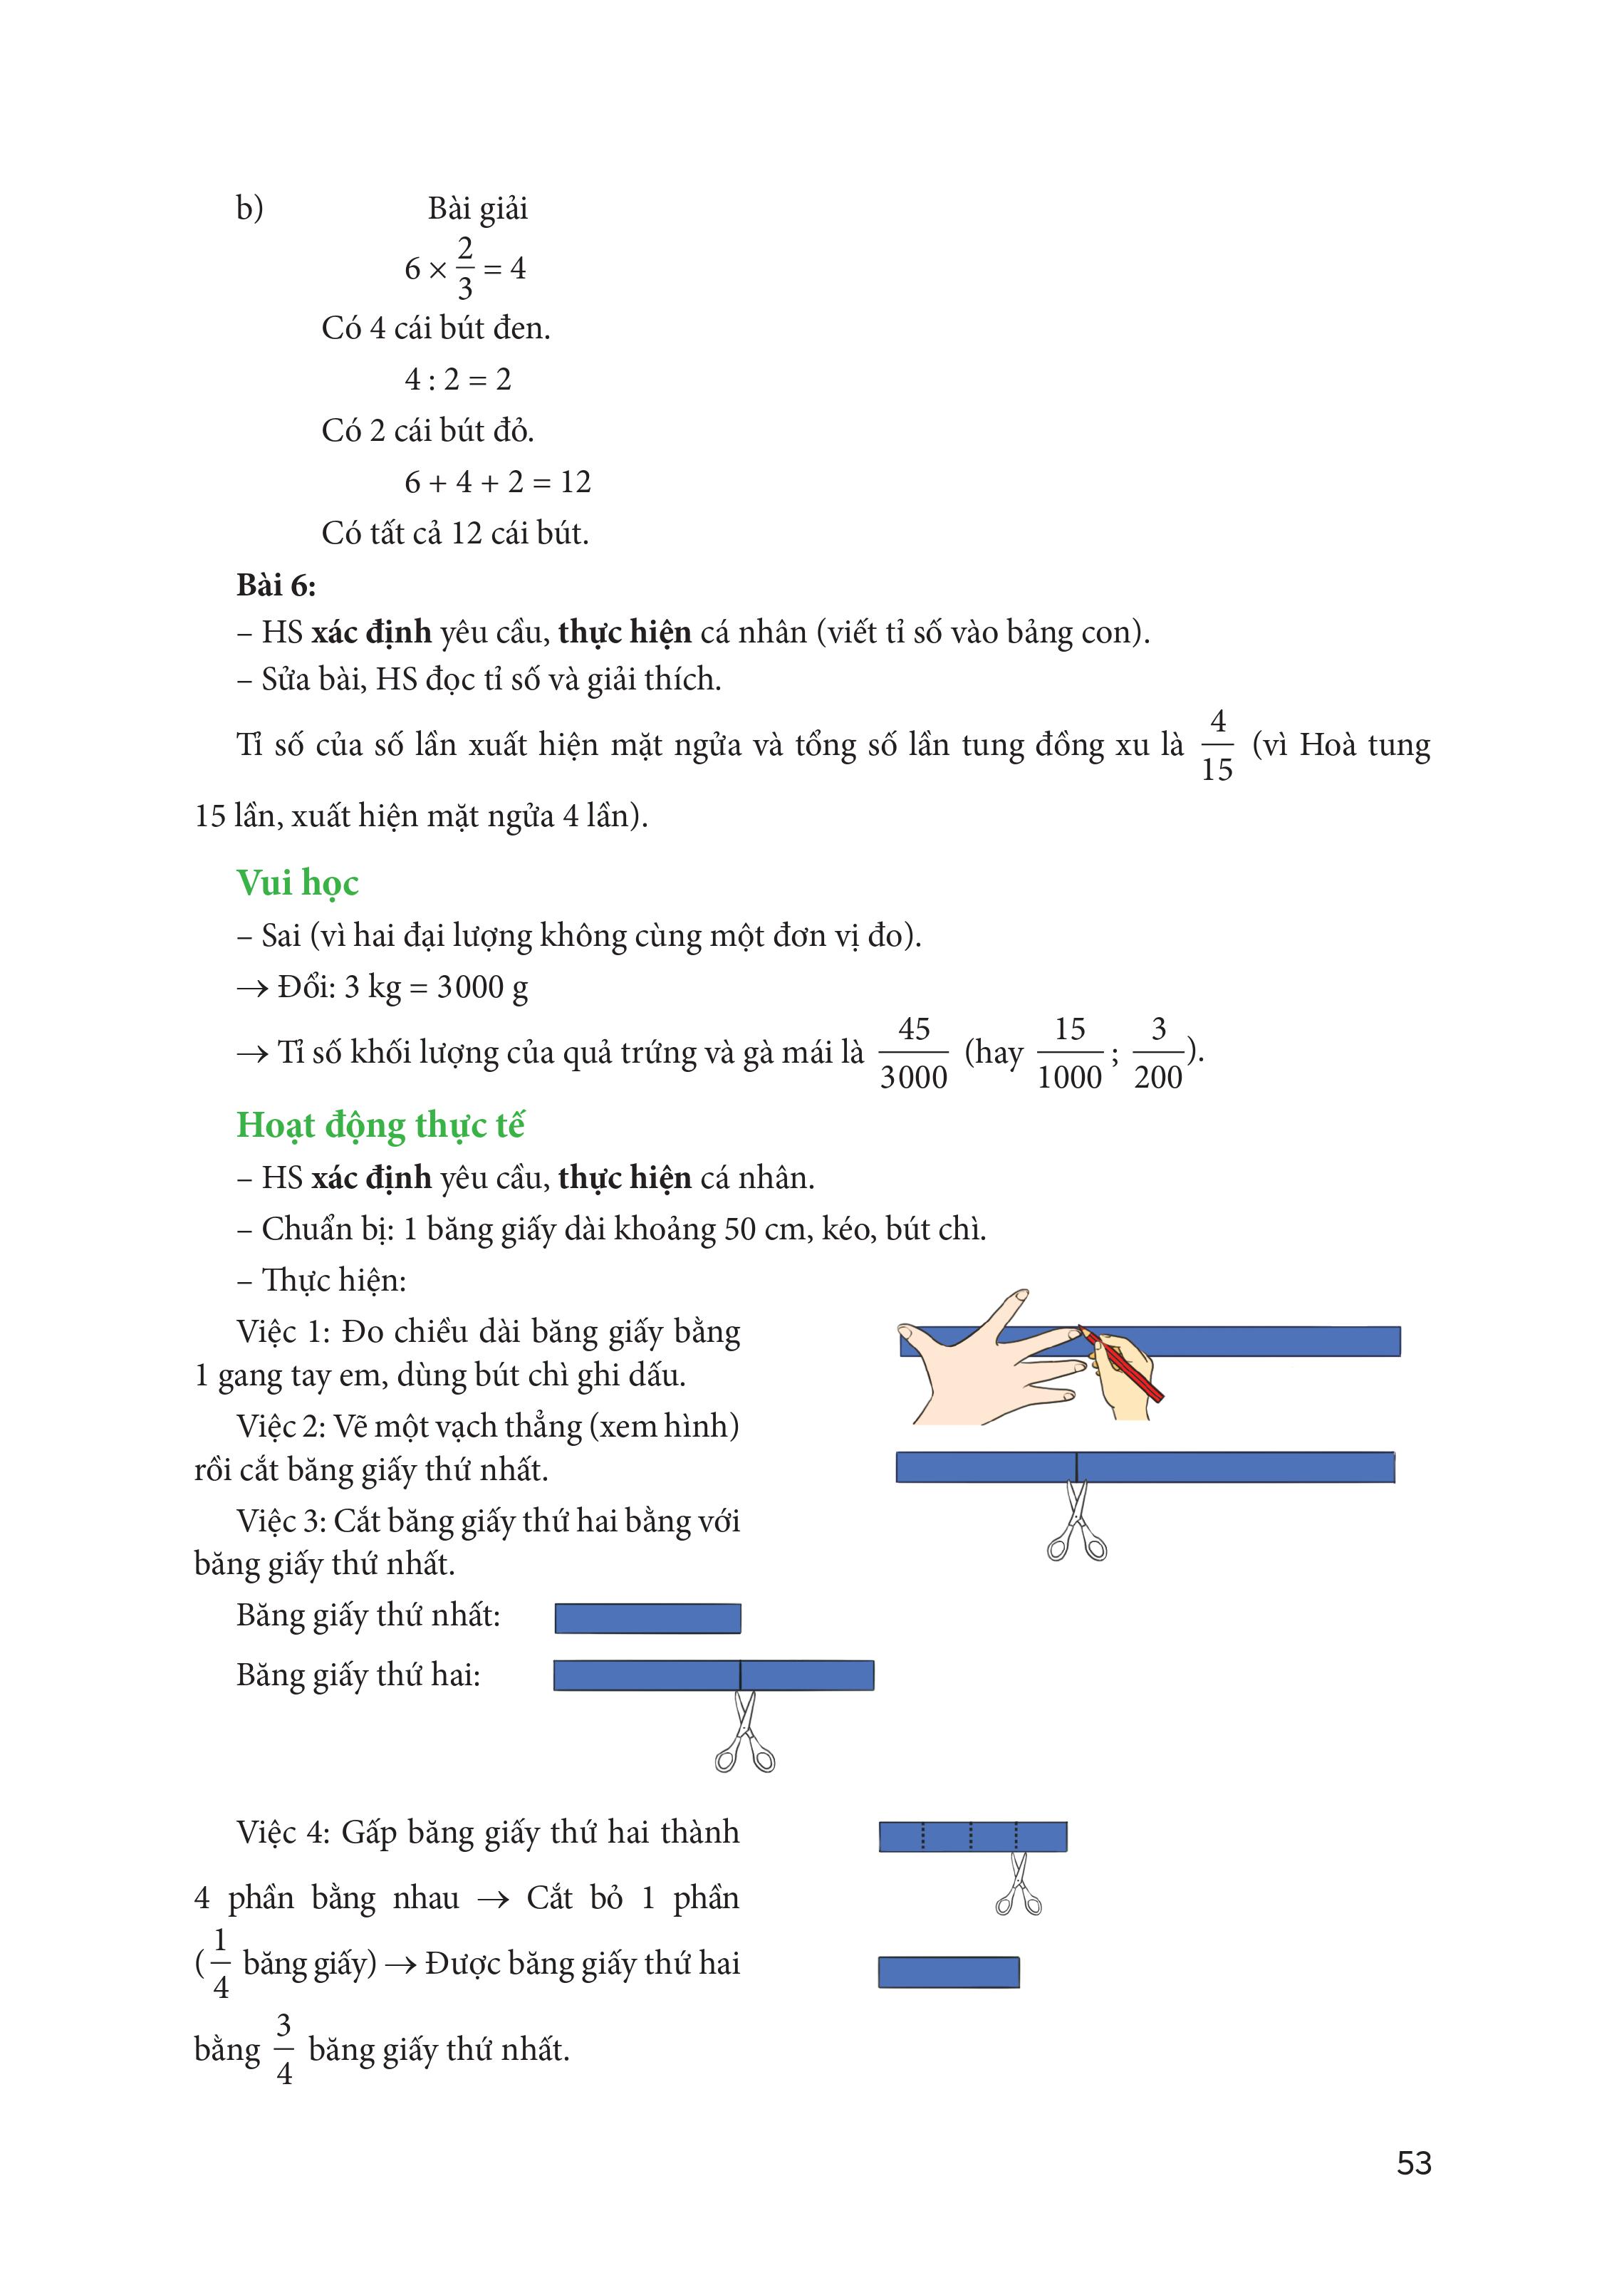 b) Bài giải
6 × 2/3 = 4
Có 4 cái bút đen.
4 : 2 = 2
Có 2 cái bút đỏ.
6 + 4 + 2 = 12
Có tất cả 12 cái bút.
Bài 6:
– HS xác định yêu cầu, thực hiện cá nhân (viết tỉ số vào bảng con).
– Sửa bài, HS đọc tỉ số và giải thích.
Tỉ số của số lần xuất hiện mặt ngửa và tổng số lần tung đồng xu là 4/15 (vì Hoà tung
15 lần, xuất hiện mặt ngửa 4 lần).
Vui học
– Sai (vì hai đại lượng không cùng một đơn vị đo).
→ Đổi: 3 kg = 3000 g
→ Tỉ số khối lượng của quả trứng và gà mái là 45/3000 (hay 15/1000 ; 3/200).
Hoạt động thực tế
– HS xác định yêu cầu, thực hiện cá nhân.
– Chuẩn bị: 1 băng giấy dài khoảng 50 cm, kéo, bút chì.
– Thực hiện:
Việc 1: Đo chiều dài băng giấy bằng
1 gang tay em, dùng bút chì ghi dấu.
Việc 2: Vẽ một vạch thẳng (xem hình)
rồi cắt băng giấy thứ nhất.
Việc 3: Cắt băng giấy thứ hai bằng với
băng giấy thứ nhất.
Băng giấy thứ nhất:
Băng giấy thứ hai:
Việc 4: Gấp băng giấy thứ hai thành
4 phần bằng nhau → Cắt bỏ 1 phần
(1/4 băng giấy) → Được băng giấy thứ hai
bằng 3/4 băng giấy thứ nhất.
53